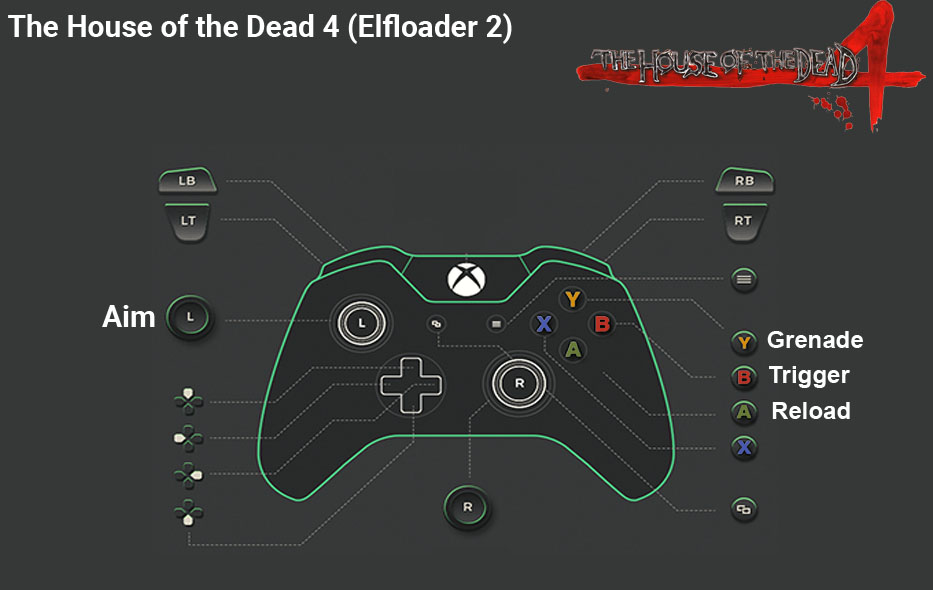 The House of the Dead 4 (Elfloader 2)
THE HOUSE OF THE DEAD 4
LB
RB
LT
RT
Y
Aim
L
L
X
B
A
Y
Grenade
R
B
Trigger
A
Reload
X
R